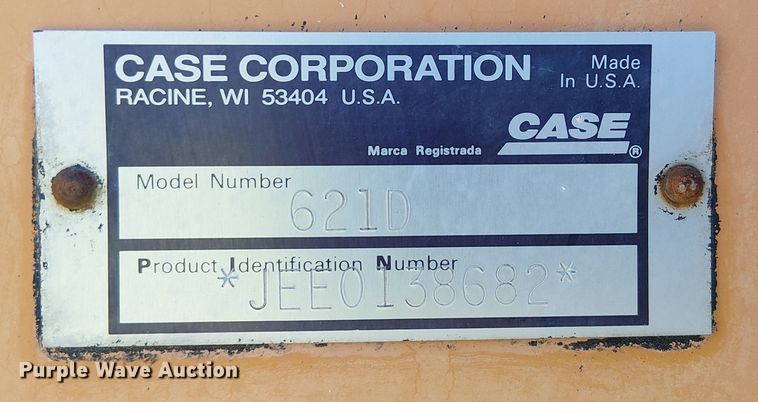 CASE CORPORATION
RACINE, WI 53404 U.S.A.
Made
In U.S.A.
CASE
Marca Registrada
®
Model Number
621D
Product Identification Number
*JEE0138682*
Purple Wave Auction